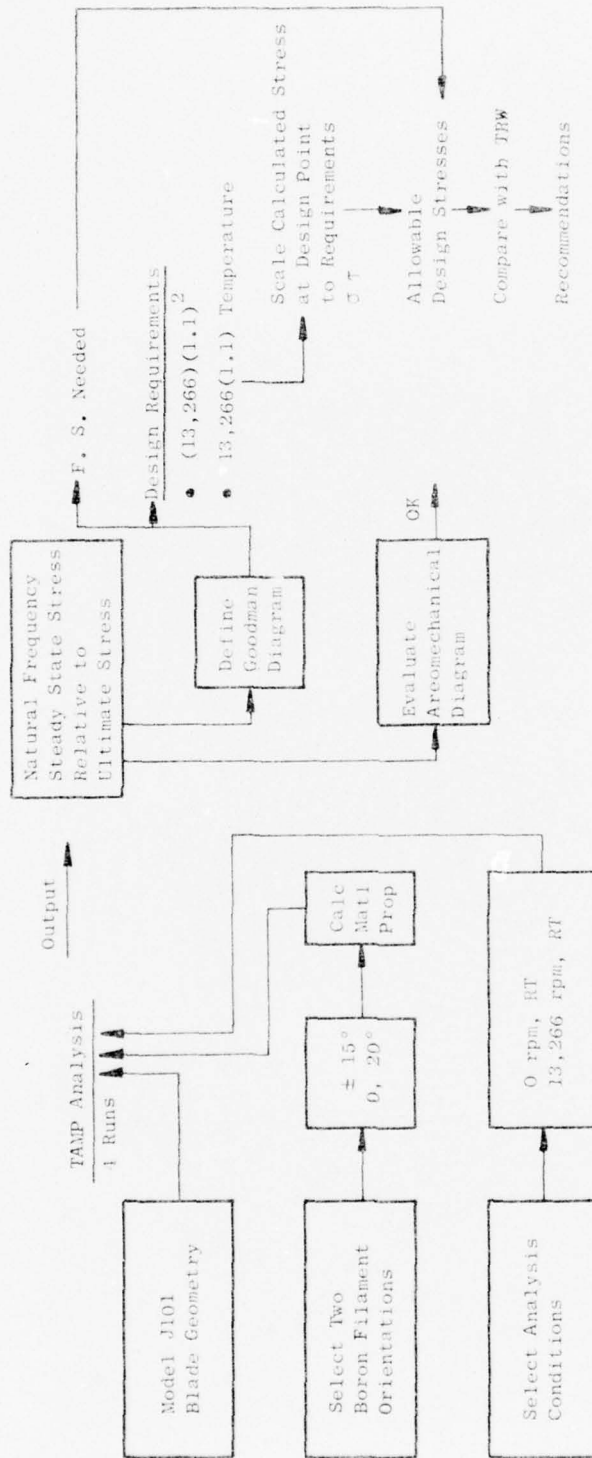 Model J101
Blade Geometry
Select Two
Boron Filament
Orientations
Select Analysis
Conditions
± 15°
0, 20°
Calc
Matl
Prop
0 rpm, RT
13,266 rpm, RT
TAMP Analysis
4 Runs
Output
Natural Frequency
Steady State Stress
Relative to
Ultimate Stress
Define
Goodman
Diagram
Evaluate
Areomechanical
Diagram
OK
F. S. Needed
Design Requirements
• (13,266)(1.1)²
• 13,266(1.1) Temperature
Scale Calculated Stress
at Design Point
to Requirements
σ τ
Allowable
Design Stresses
Compare with TRW
Recommendations